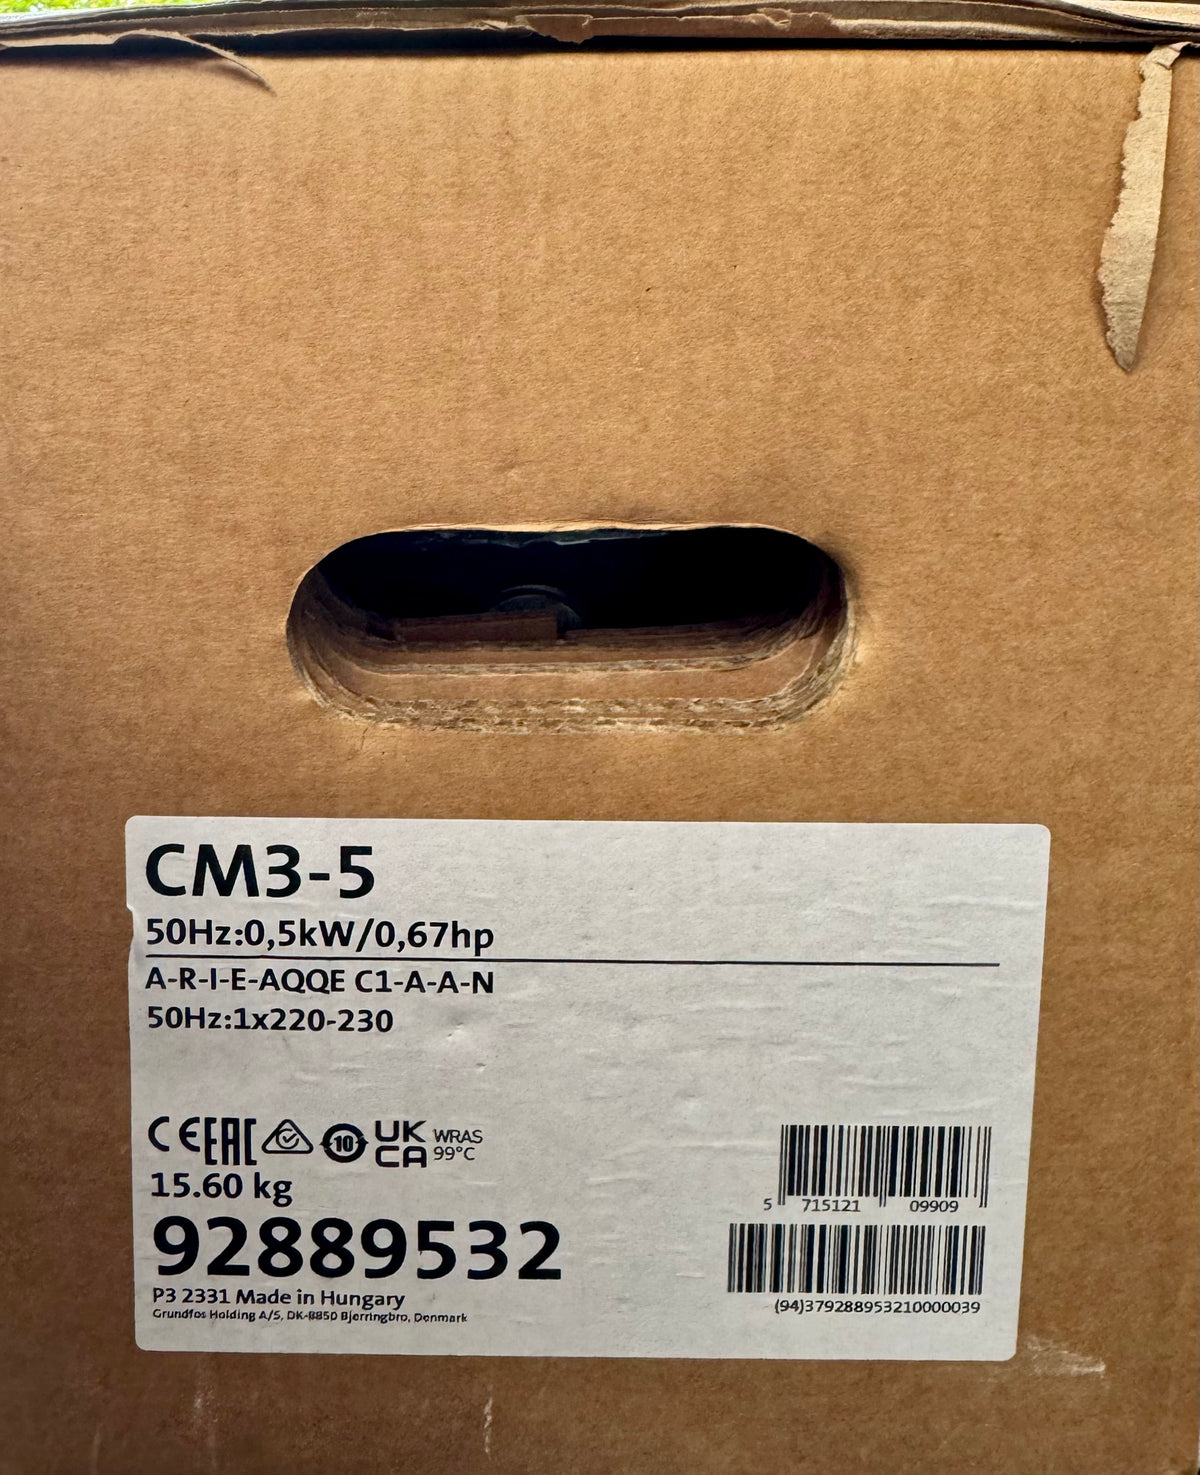 CM3-5
50Hz:0,5kW/0,67hp
A-R-I-E-AQQE C1-A-A-N
50Hz:1x220-230
CE EAC 10 UK CA WRAS 99°C
15.60 kg
92889532
P3 2331 Made in Hungary
Grundfos Holding A/S, DK-8850 Bjerringbro, Denmark
5 715121 09909
(94)379288953210000039